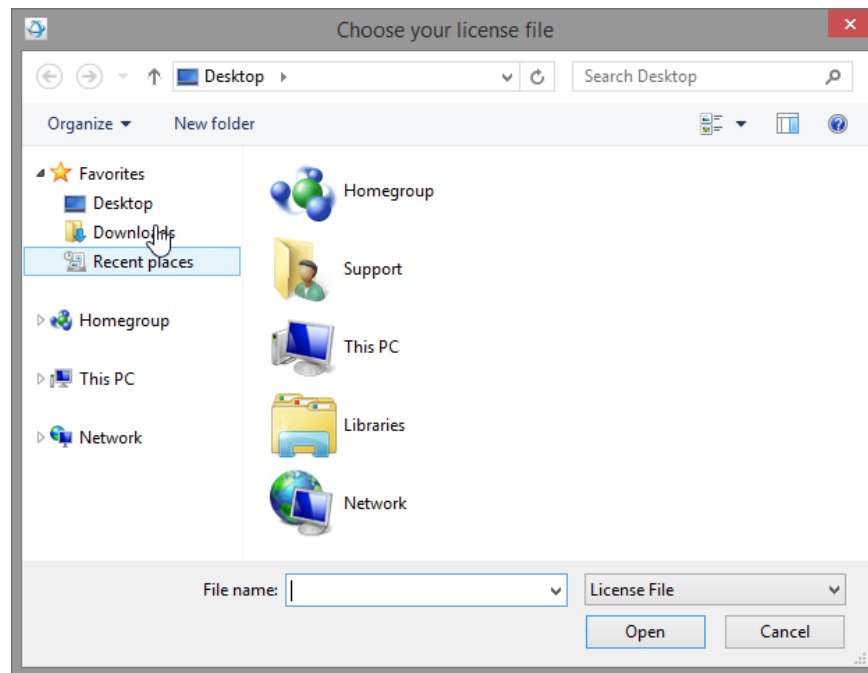 Choose your license file
Desktop
Search Desktop
Organize
New folder
Favorites
Desktop
Downloads
Recent places
Homegroup
This PC
Network
Homegroup
Support
This PC
Libraries
Network
File name:
License File
Open
Cancel